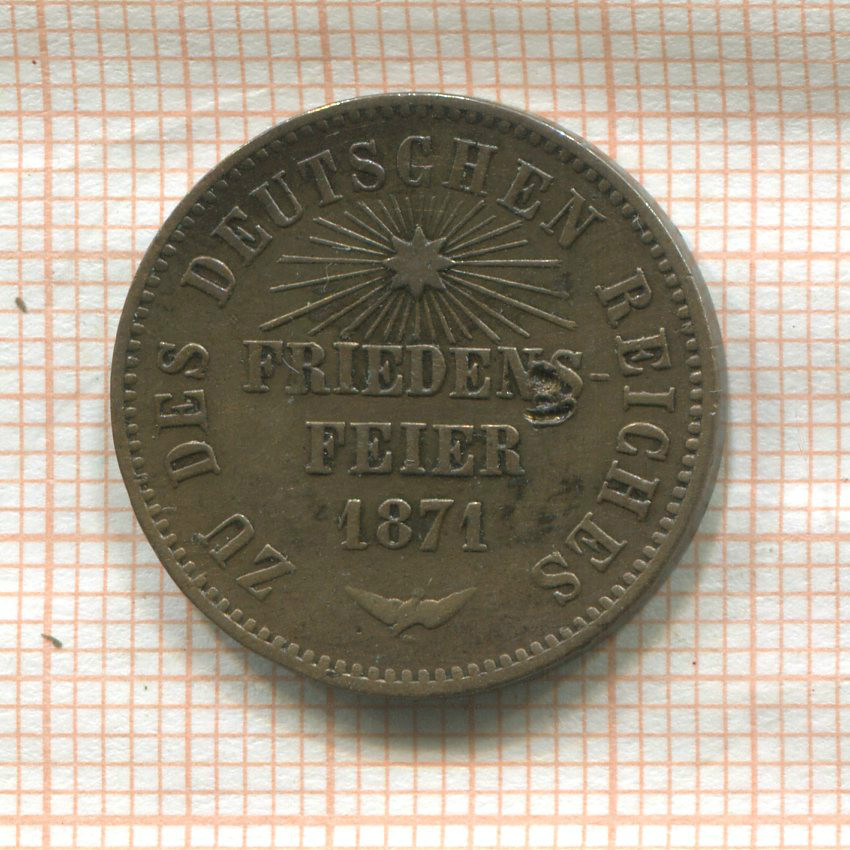 ZU DES DEUTSCHEN REICHES
FRIEDENS-
FEIER
1871